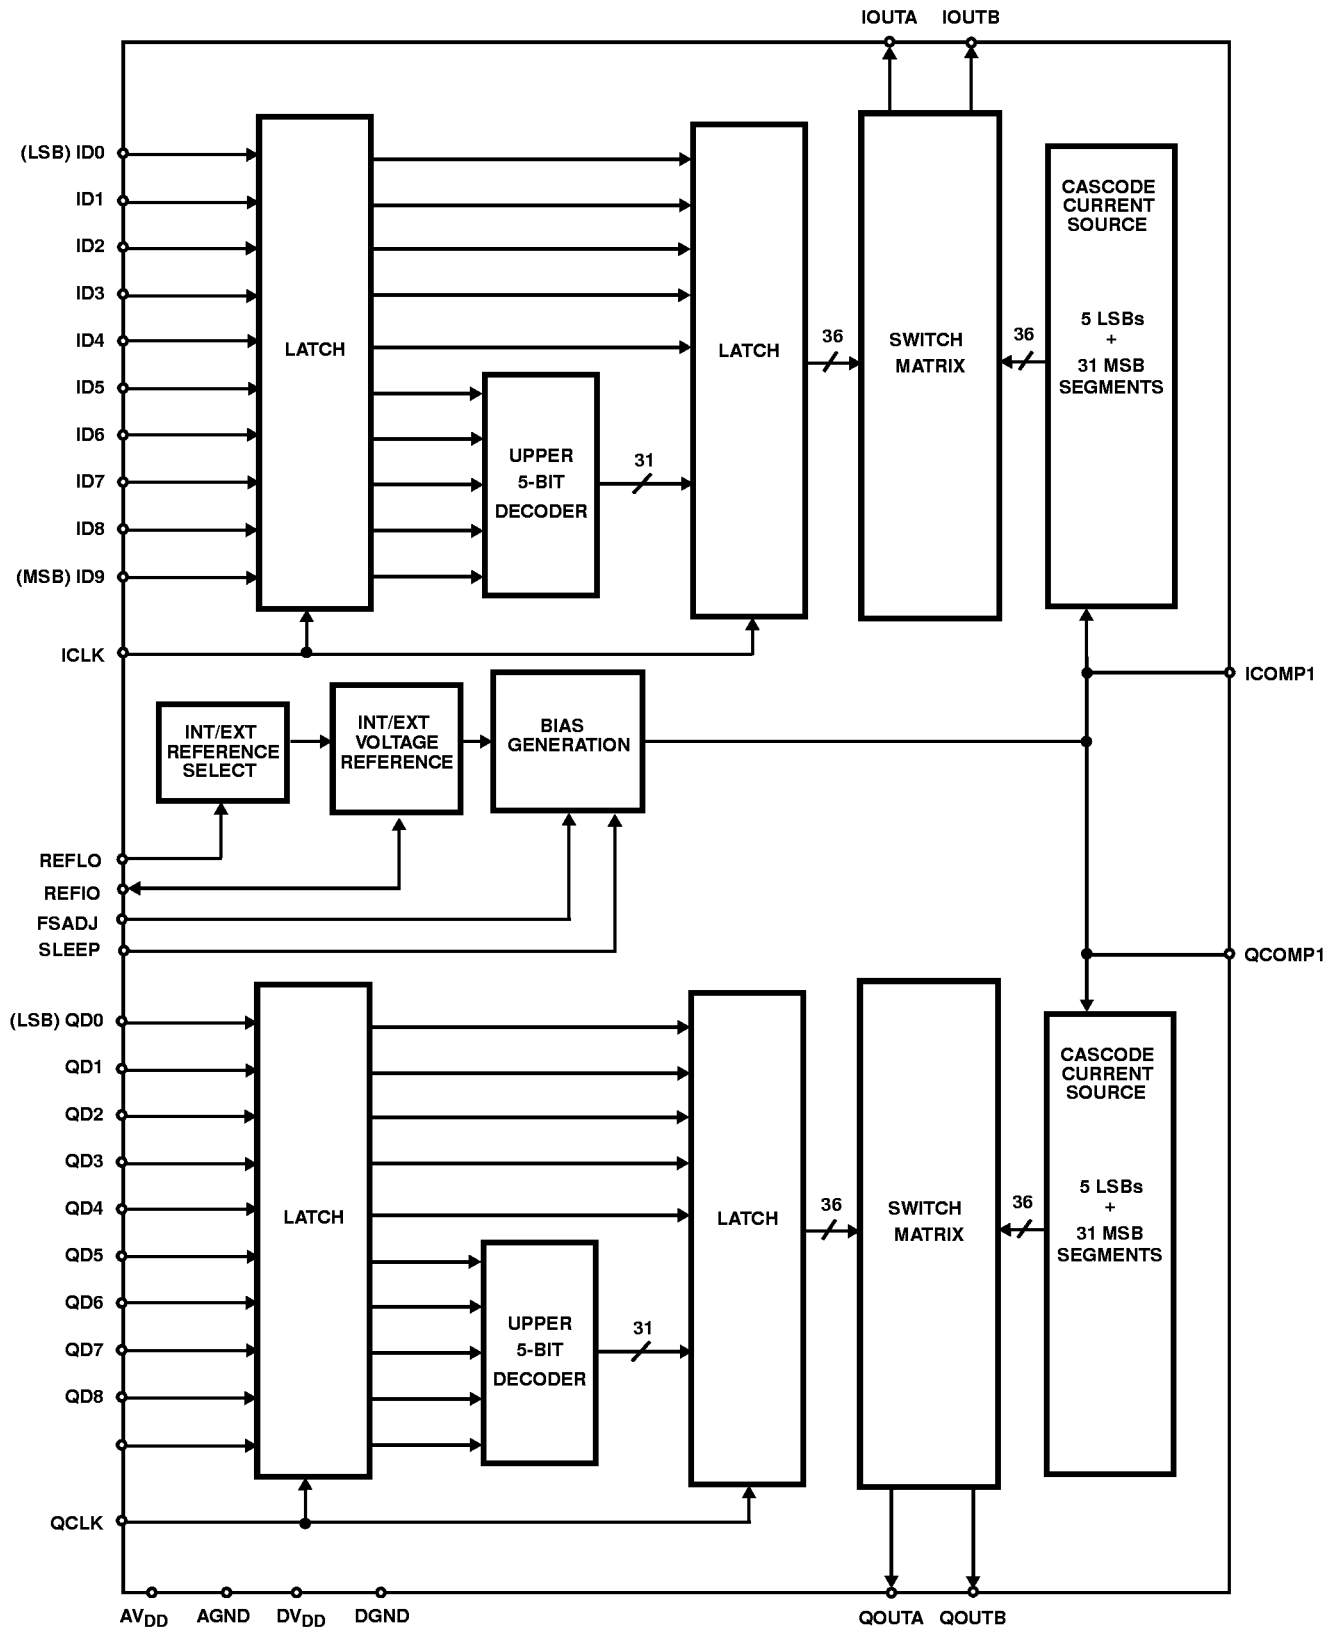 IOUTA IOUTB
(LSB) ID0
ID1
ID2
ID3
ID4
ID5
ID6
ID7
ID8
(MSB) ID9
ICLK
LATCH
UPPER
5-BIT
DECODER
31
LATCH
36
SWITCH
MATRIX
36
CASCODE
CURRENT
SOURCE
5 LSBs
+
31 MSB
SEGMENTS
ICOMP1
INT/EXT
REFERENCE
SELECT
INT/EXT
VOLTAGE
REFERENCE
BIAS
GENERATION
REFLO
REFIO
FSADJ
SLEEP
QCOMP1
(LSB) QD0
QD1
QD2
QD3
QD4
QD5
QD6
QD7
QD8
QCLK
LATCH
UPPER
5-BIT
DECODER
31
LATCH
36
SWITCH
MATRIX
36
CASCODE
CURRENT
SOURCE
5 LSBs
+
31 MSB
SEGMENTS
AVDD AGND DVDD DGND QOUTA QOUTB